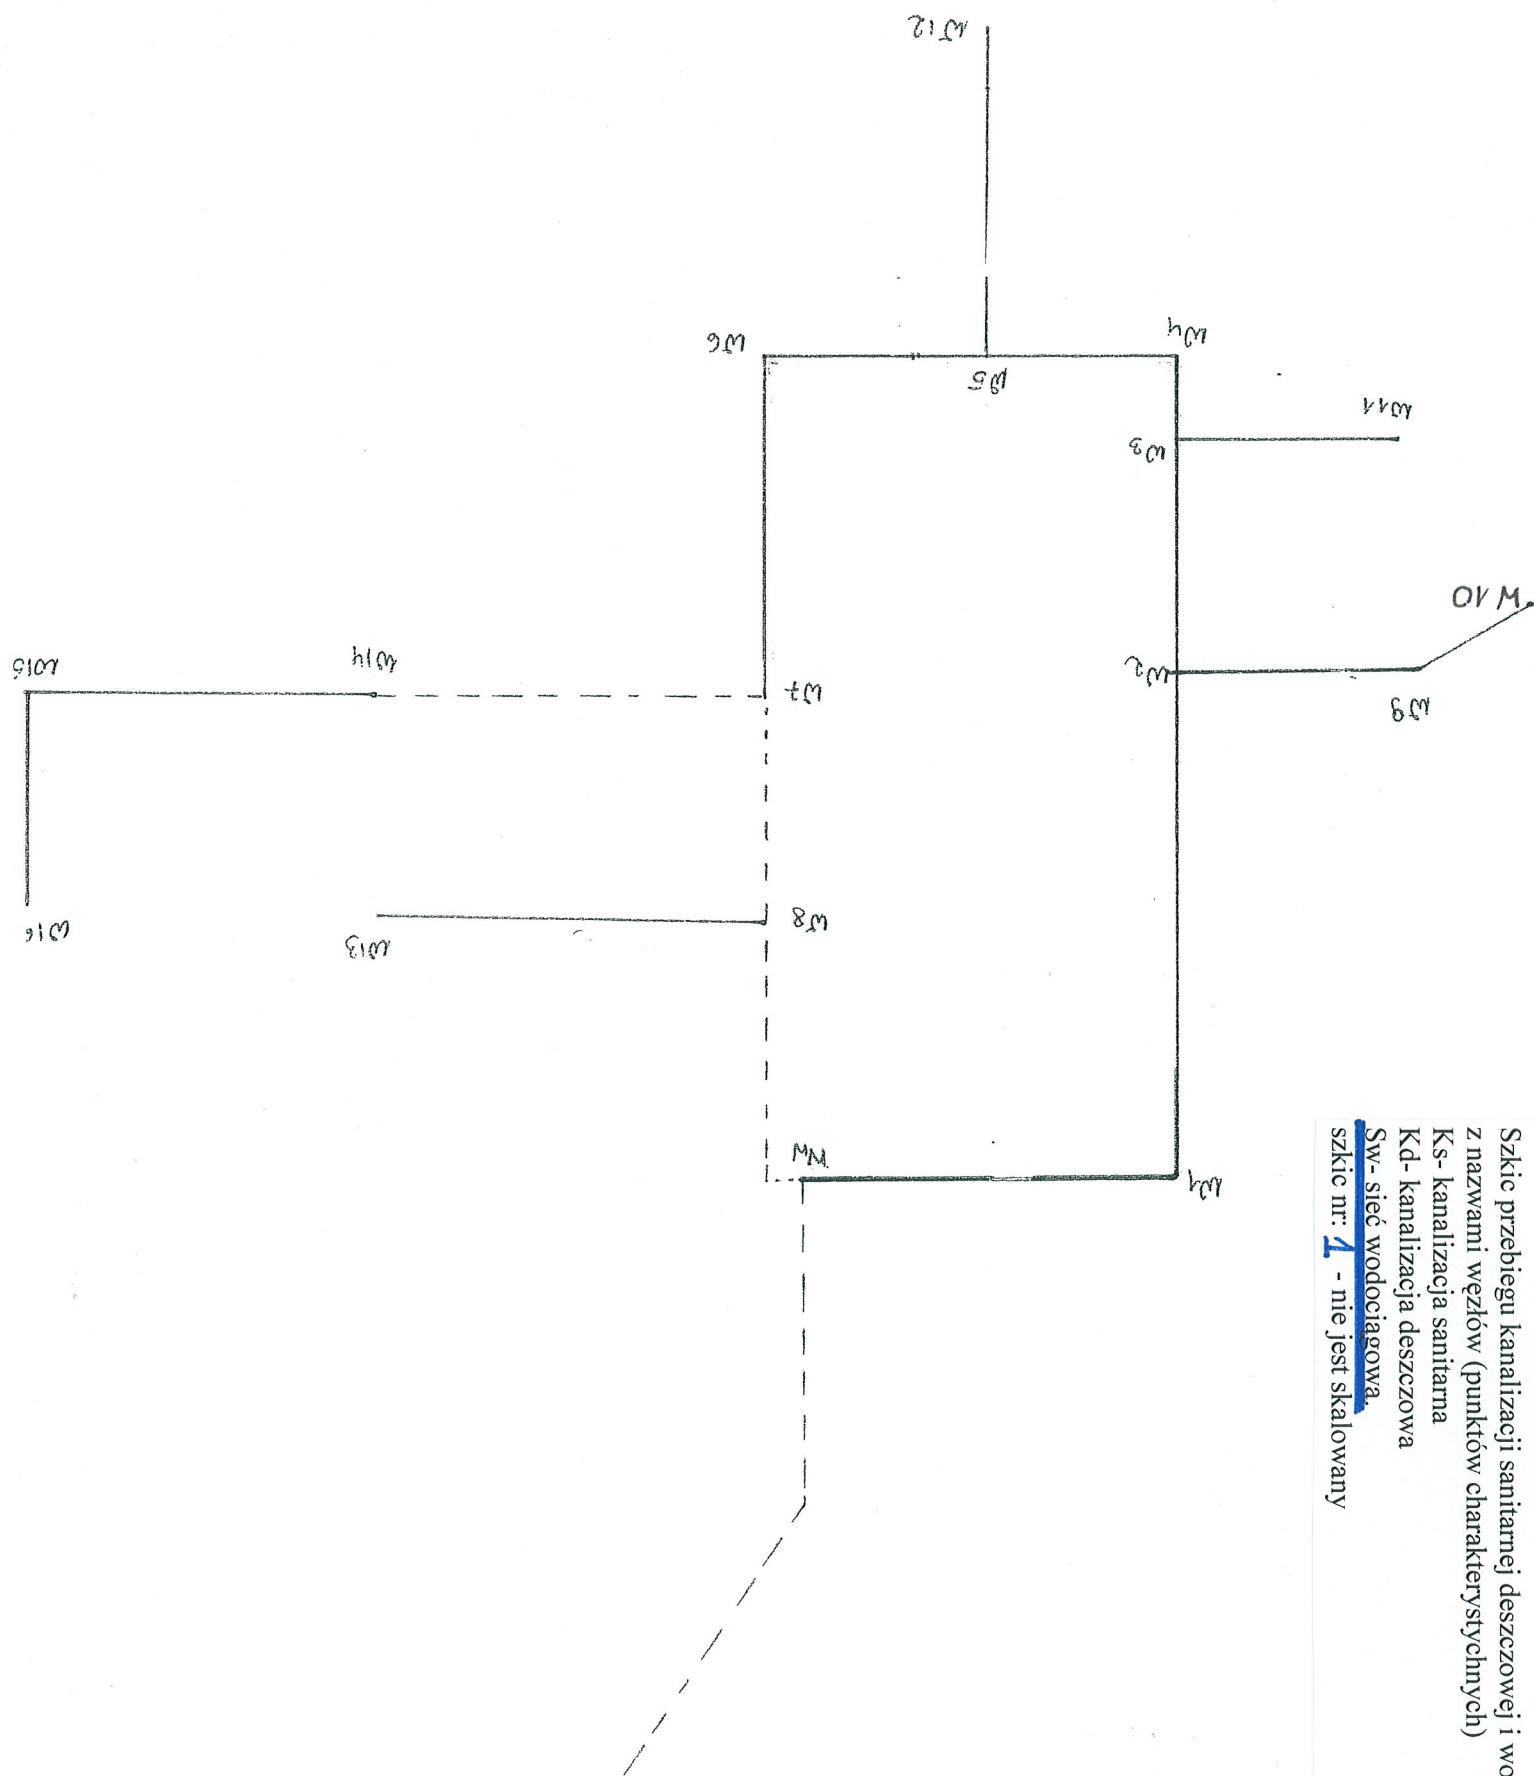 Szkic przebiegu kanalizacji sanitarnej deszczowej i wo
z nazwami węzłów (punktów charakterystychnych)
Ks- kanalizacja sanitarna
Kd- kanalizacja deszczowa
Sw- sieć wodociągowa.
szkic nr: 1 - nie jest skalowany
W12
W6
W5
W4
W11
W3
W10
W2
W9
W15
W14
W7
W16
W13
W8
Ww
W1